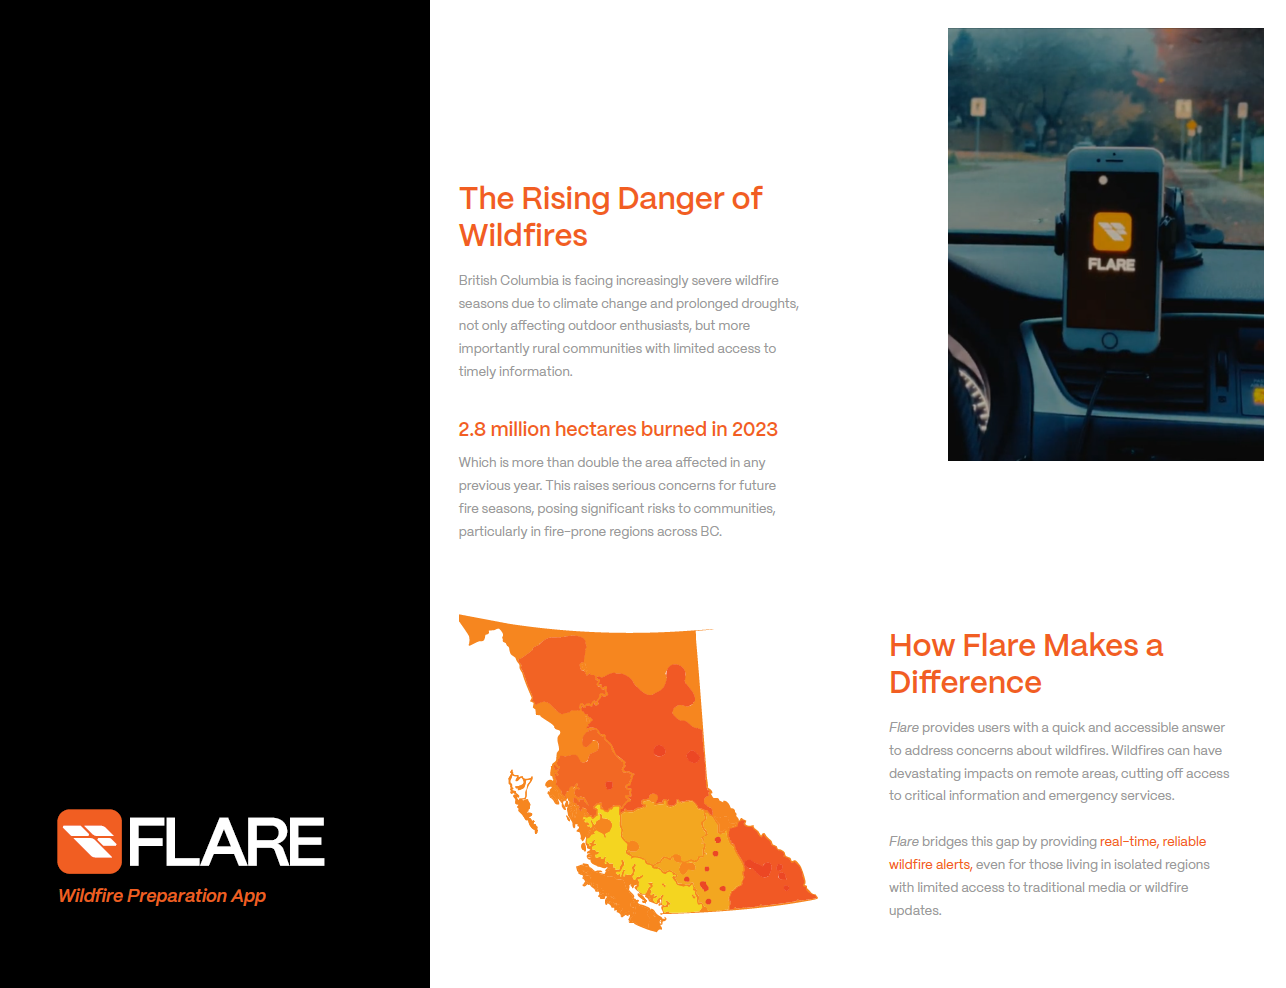 FLARE
Wildfire Preparation App
The Rising Danger of
Wildfires
British Columbia is facing increasingly severe wildfire
seasons due to climate change and prolonged droughts,
not only affecting outdoor enthusiasts, but more
importantly rural communities with limited access to
timely information.
2.8 million hectares burned in 2023
Which is more than double the area affected in any
previous year. This raises serious concerns for future
fire seasons, posing significant risks to communities,
particularly in fire-prone regions across BC.
FLARE
How Flare Makes a
Difference
Flare provides users with a quick and accessible answer
to address concerns about wildfires. Wildfires can have
devastating impacts on remote areas, cutting off access
to critical information and emergency services.
Flare bridges this gap by providing real-time, reliable
wildfire alerts, even for those living in isolated regions
with limited access to traditional media or wildfire
updates.